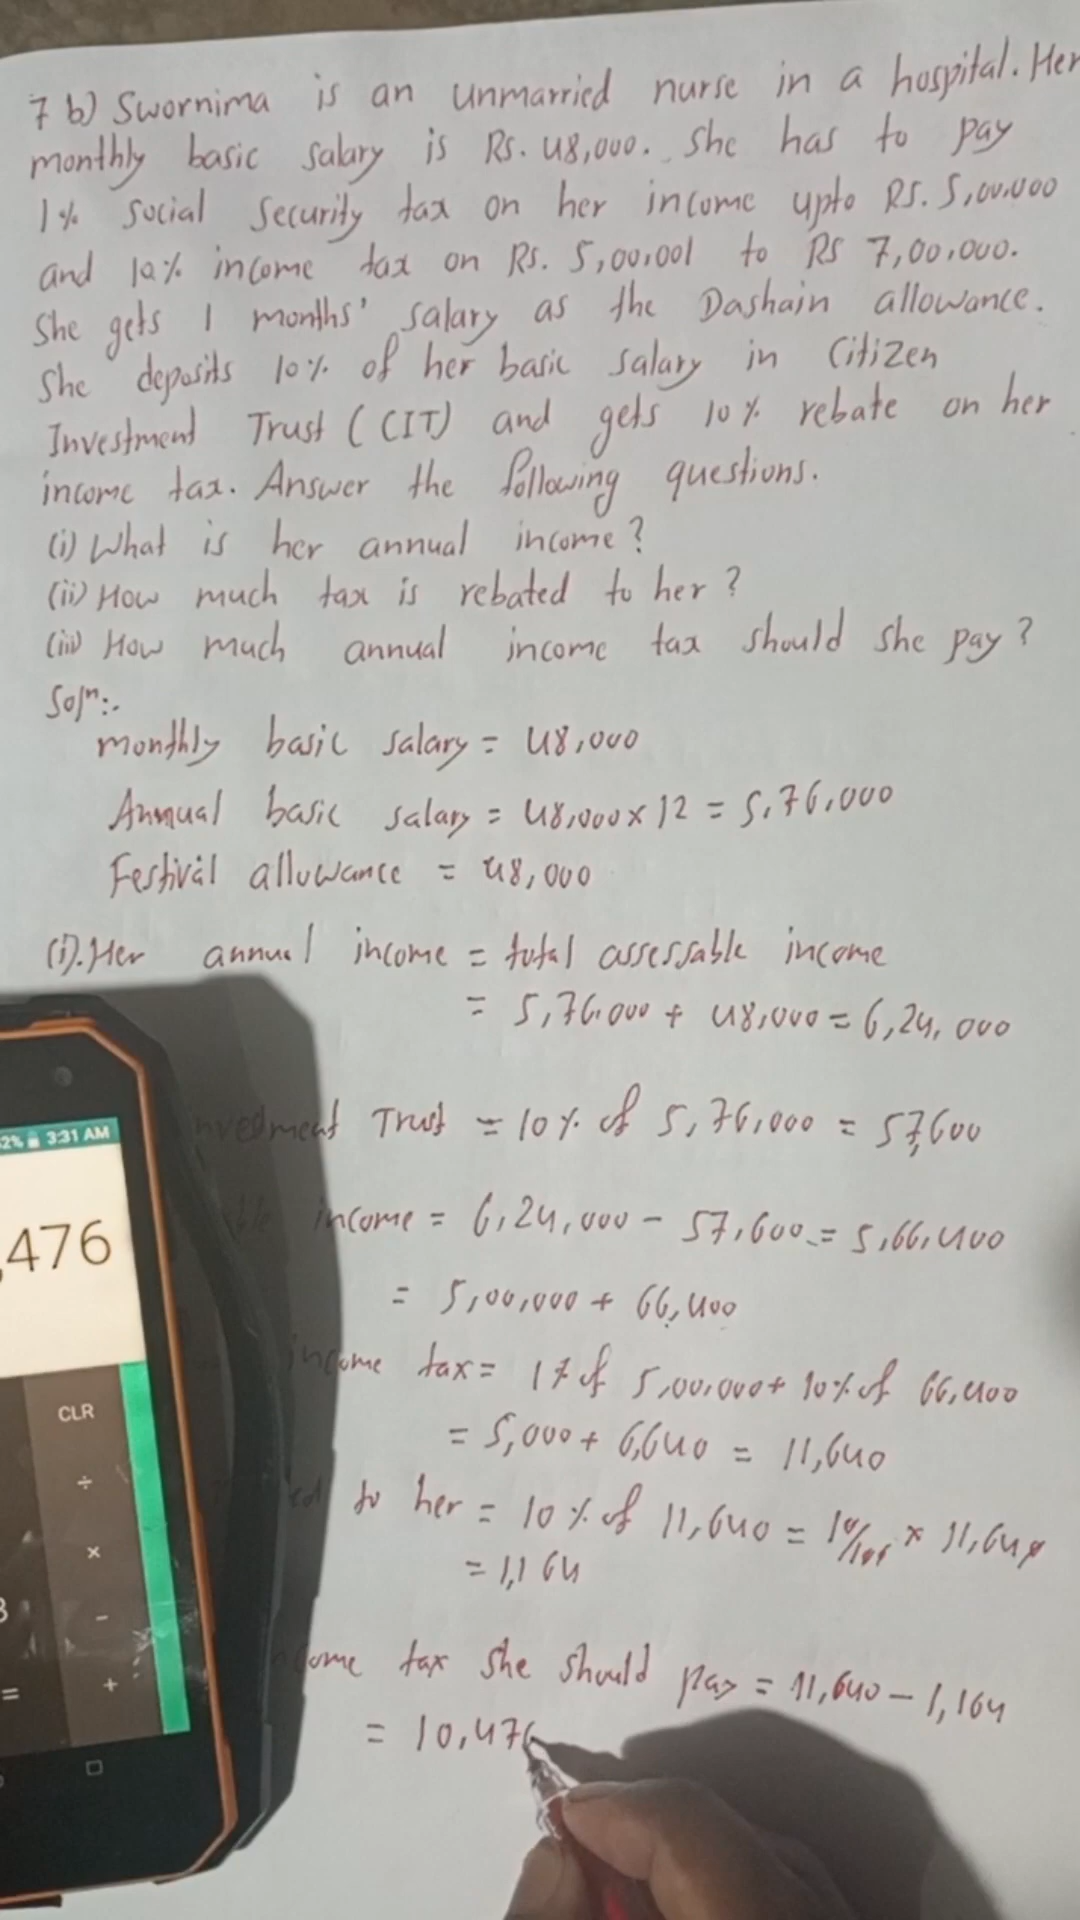 7 b) Swornima is an unmarried nurse in a hospital. Her
monthly basic salary is Rs. 48,000. She has to pay
1% social security tax on her income upto RS. 5,00,000
and 10% income tax on Rs. 5,00,001 to RS 7,00,000.
She gets 1 months' salary as the Dashain allowance.
She deposits 10% of her basic salary in Citizen
Investment Trust (CIT) and gets 10% rebate on her
income tax. Answer the following questions.
(i) What is her annual income?
(ii) How much tax is rebated to her?
(iii) How much annual income tax should she pay?
Solⁿ:-
monthly basic salary = 48,000
Annual basic salary = 48,000 x 12 = 5,76,000
Festival allowance = 48,000
(i). Her annual income = total assessable income
= 5,76,000 + 48,000 = 6,24,000
nvestment Trust = 10% of 5,76,000 = 57,600
income = 6,24,000 - 57,600 = 5,66,400
= 5,00,000 + 66,400
income tax = 1% of 5,00,000 + 10% of 66,400
= 5,000 + 6,640 = 11,640
to her = 10% of 11,640 = 10/100 x 11,640
= 1,164
come tax she should pay = 11,640 - 1,164
= 10,476
2% 3:31 AM
,476
CLR
÷
×
−
+
=